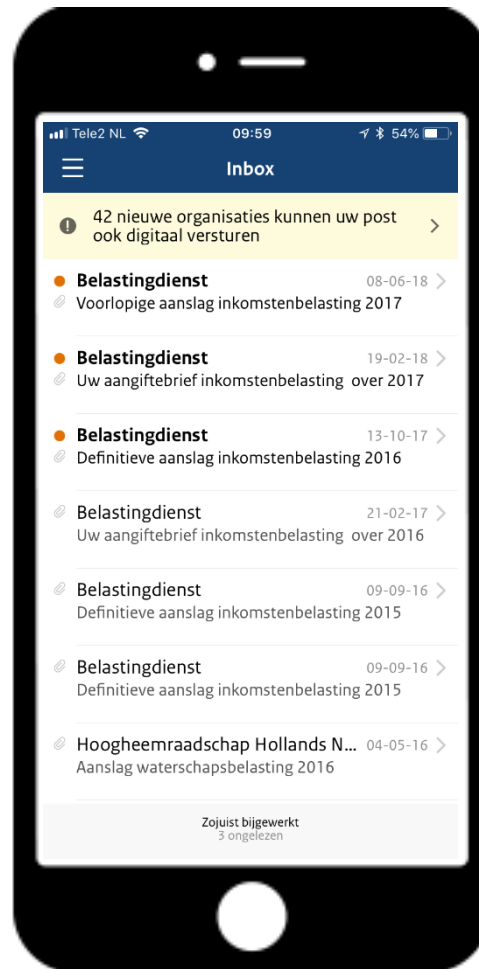 Tele2 NL 09:59 54%
Inbox
42 nieuwe organisaties kunnen uw post
ook digitaal versturen
Belastingdienst 08-06-18
Voorlopige aanslag inkomstenbelasting 2017
Belastingdienst 19-02-18
Uw aangiftebrief inkomstenbelasting over 2017
Belastingdienst 13-10-17
Definitieve aanslag inkomstenbelasting 2016
Belastingdienst 21-02-17
Uw aangiftebrief inkomstenbelasting over 2016
Belastingdienst 09-09-16
Definitieve aanslag inkomstenbelasting 2015
Belastingdienst 09-09-16
Definitieve aanslag inkomstenbelasting 2015
Hoogheemraadschap Hollands N... 04-05-16
Aanslag waterschapsbelasting 2016
Zojuist bijgewerkt
3 ongelezen